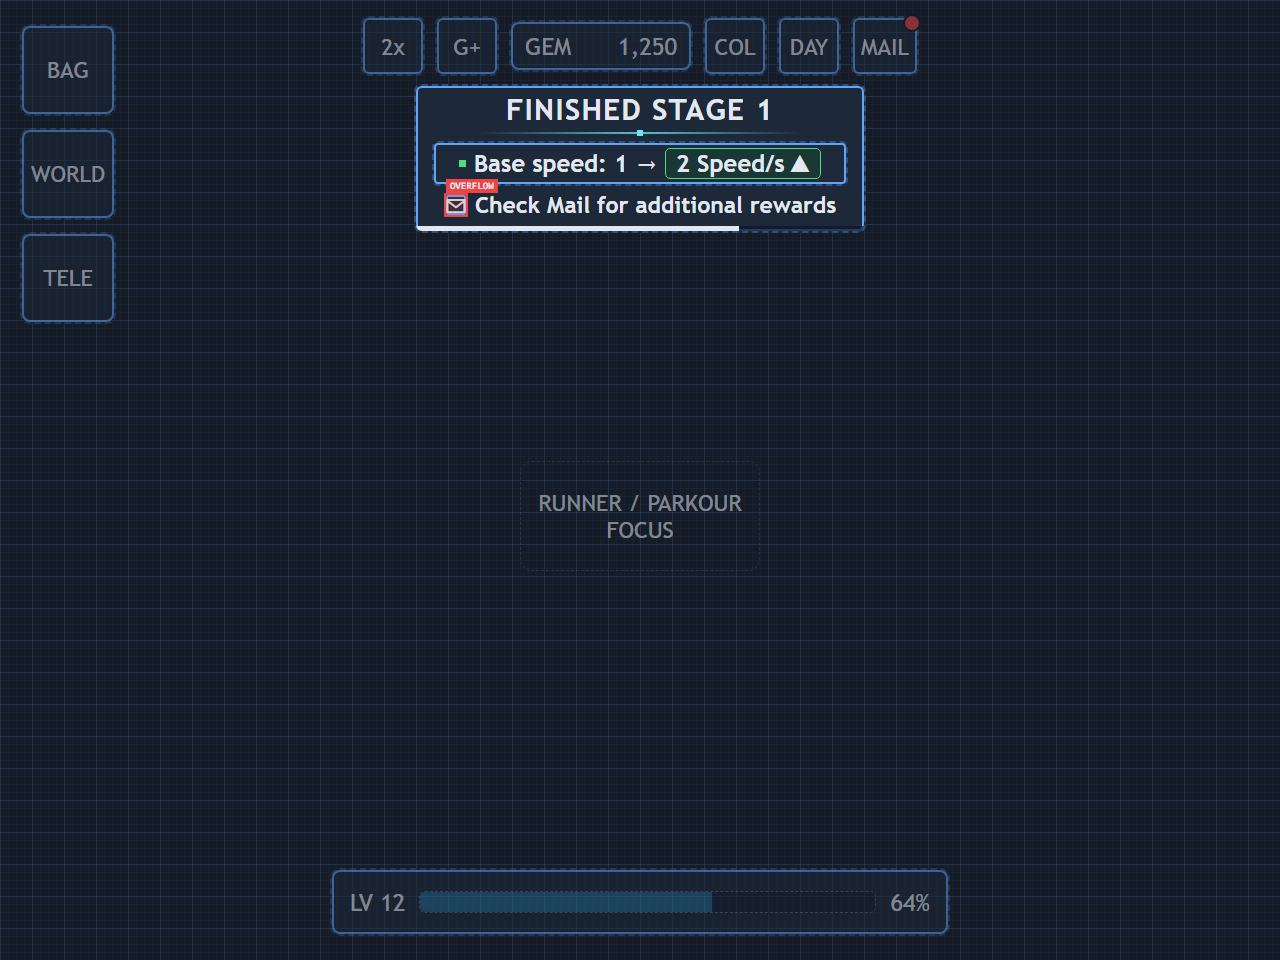 2x G+ GEM 1,250 COL DAY MAIL
BAG
WORLD
TELE
FINISHED STAGE 1
Base speed: 1 → 2 Speed/s ▲
OVERFLOW
Check Mail for additional rewards
RUNNER / PARKOUR
FOCUS
LV 12 64%